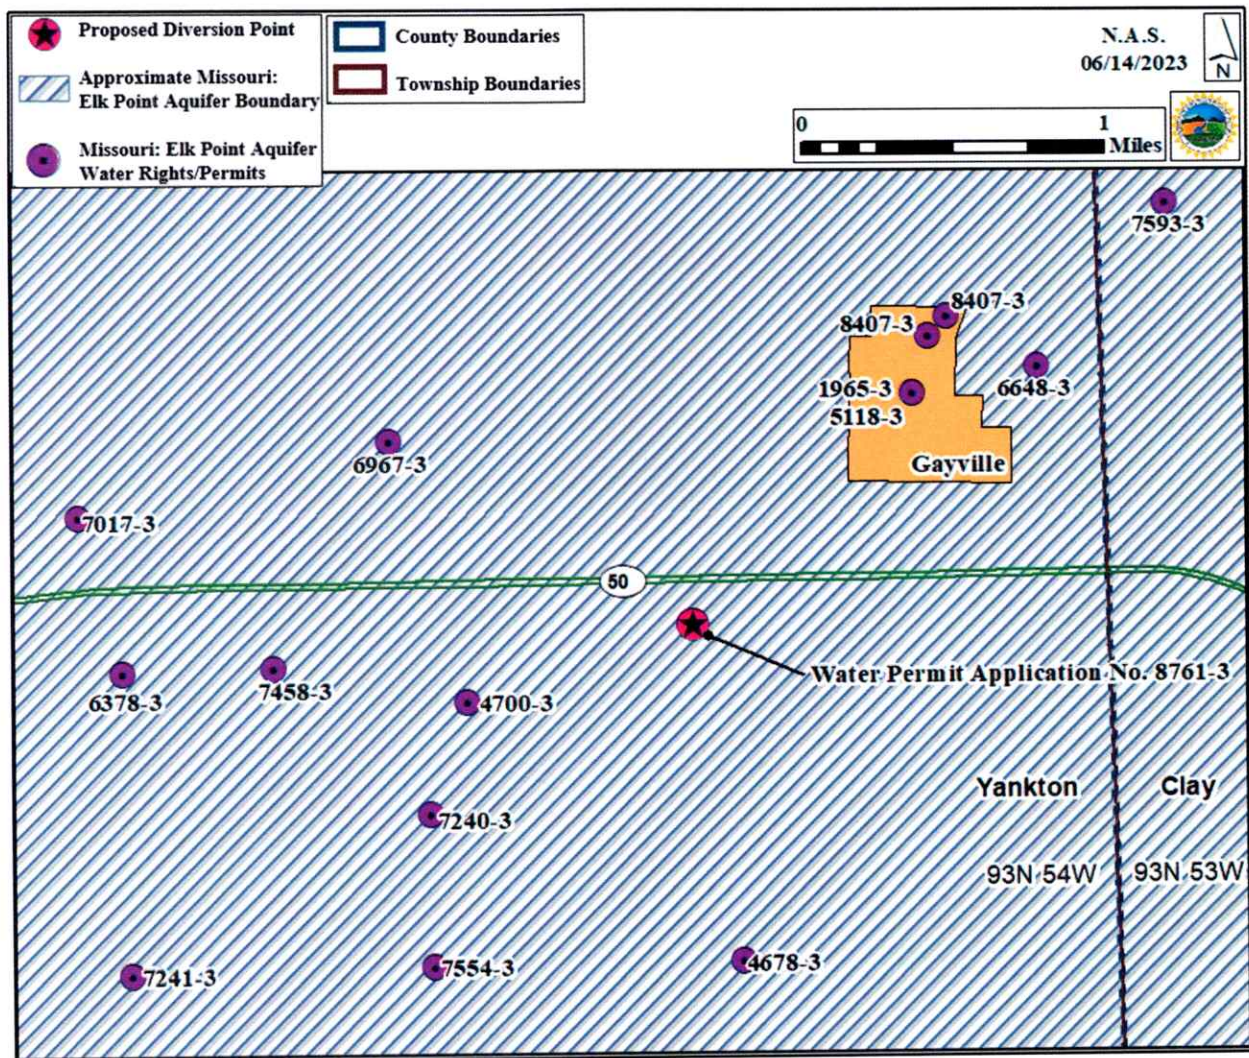 Proposed Diversion Point
Approximate Missouri:
Elk Point Aquifer Boundary
Missouri: Elk Point Aquifer
Water Rights/Permits
County Boundaries
Township Boundaries
N.A.S.
06/14/2023
N
0 1
Miles
7593-3
8407-3
8407-3
6648-3
1965-3
5118-3
Gayville
6967-3
7017-3
50
Water Permit Application No. 8761-3
6378-3
7458-3
4700-3
7240-3
Yankton Clay
93N 54W 93N 53W
7241-3
7554-3
4678-3